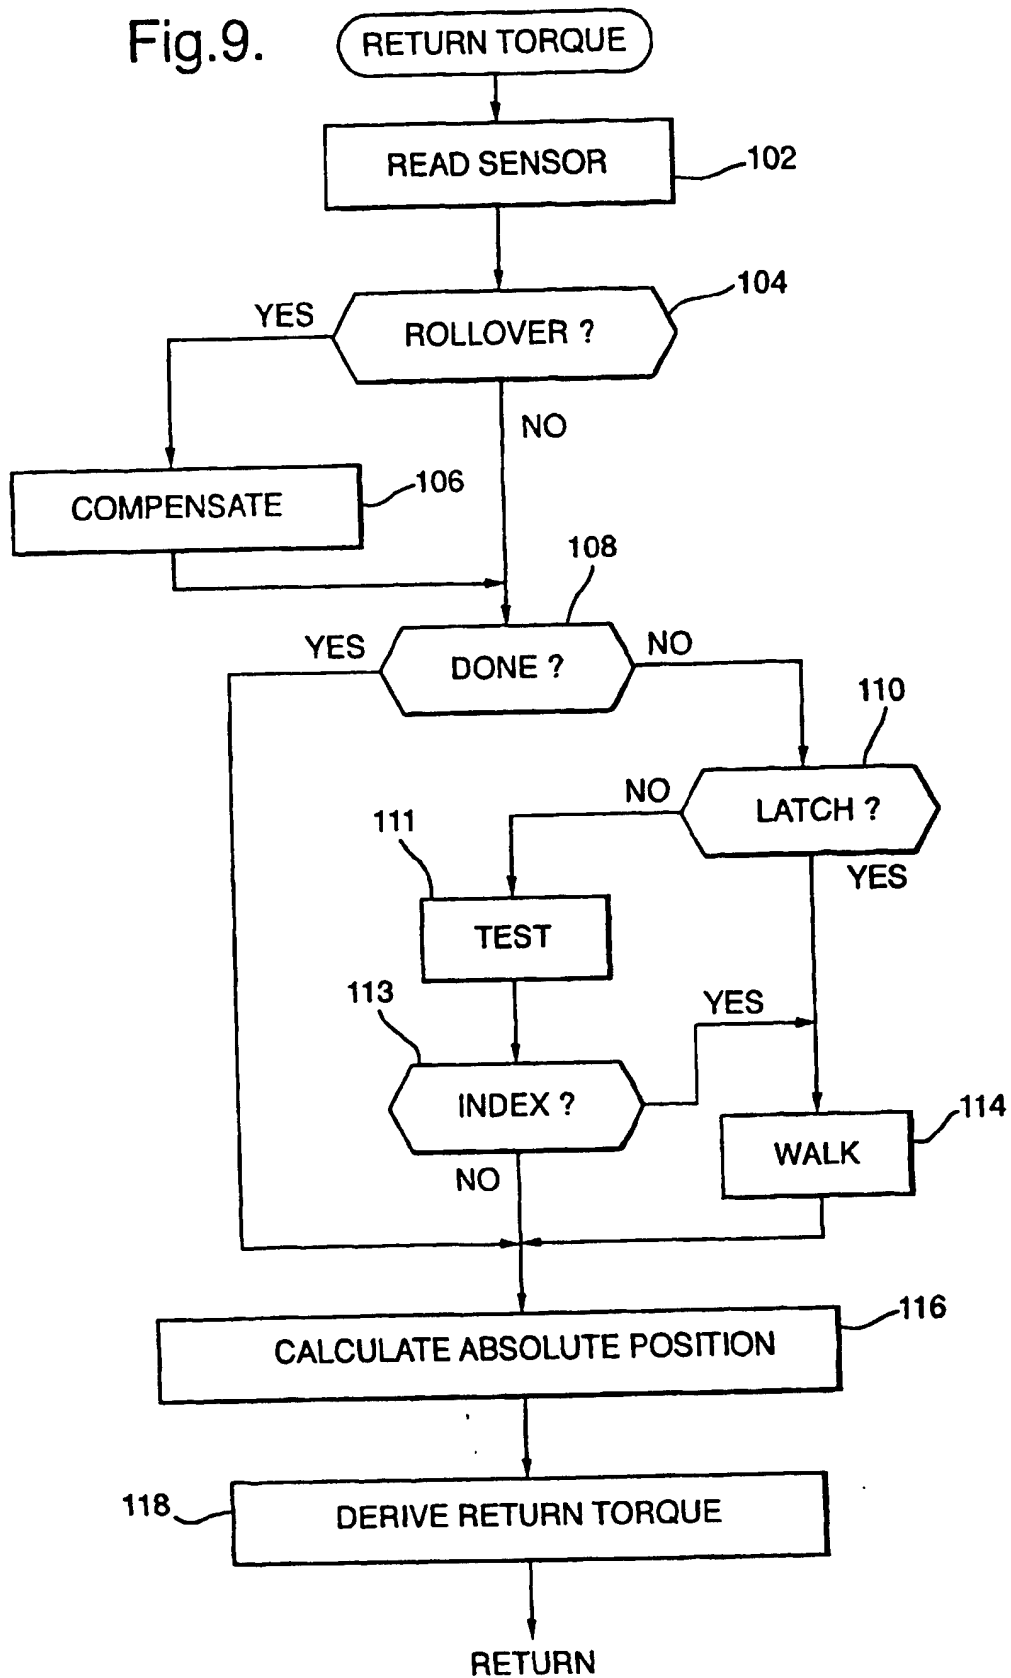 Fig.9.
RETURN TORQUE
READ SENSOR
102
104
YES
ROLLOVER ?
NO
106
COMPENSATE
108
YES
DONE ?
NO
110
NO
LATCH ?
111
YES
TEST
113
YES
INDEX ?
114
WALK
NO
116
CALCULATE ABSOLUTE POSITION
118
DERIVE RETURN TORQUE
RETURN